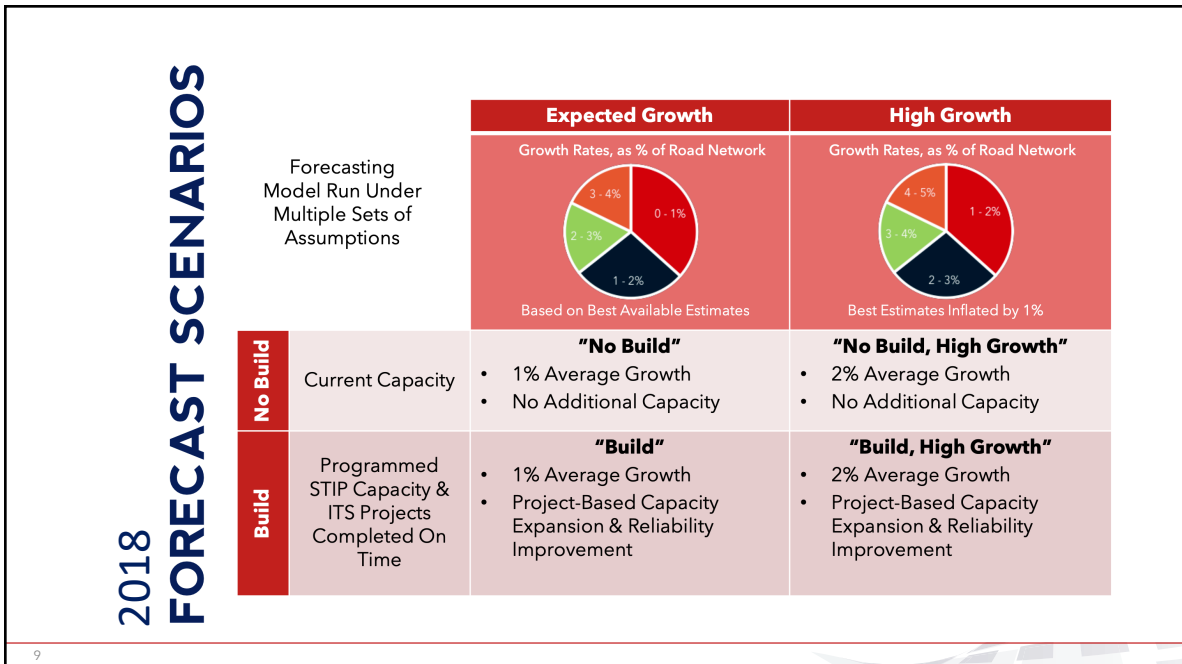 2018
FORECAST SCENARIOS
Forecasting
Model Run Under
Multiple Sets of
Assumptions
Expected Growth
Growth Rates, as % of Road Network
3 - 4%
0 - 1%
2 - 3%
1 - 2%
Based on Best Available Estimates
High Growth
Growth Rates, as % of Road Network
4 - 5%
1 - 2%
3 - 4%
2 - 3%
Best Estimates Inflated by 1%
No Build
Current Capacity
"No Build"
• 1% Average Growth
• No Additional Capacity
"No Build, High Growth"
• 2% Average Growth
• No Additional Capacity
Build
Programmed
STIP Capacity &
ITS Projects
Completed On
Time
"Build"
• 1% Average Growth
• Project-Based Capacity
Expansion & Reliability
Improvement
"Build, High Growth"
• 2% Average Growth
• Project-Based Capacity
Expansion & Reliability
Improvement
9